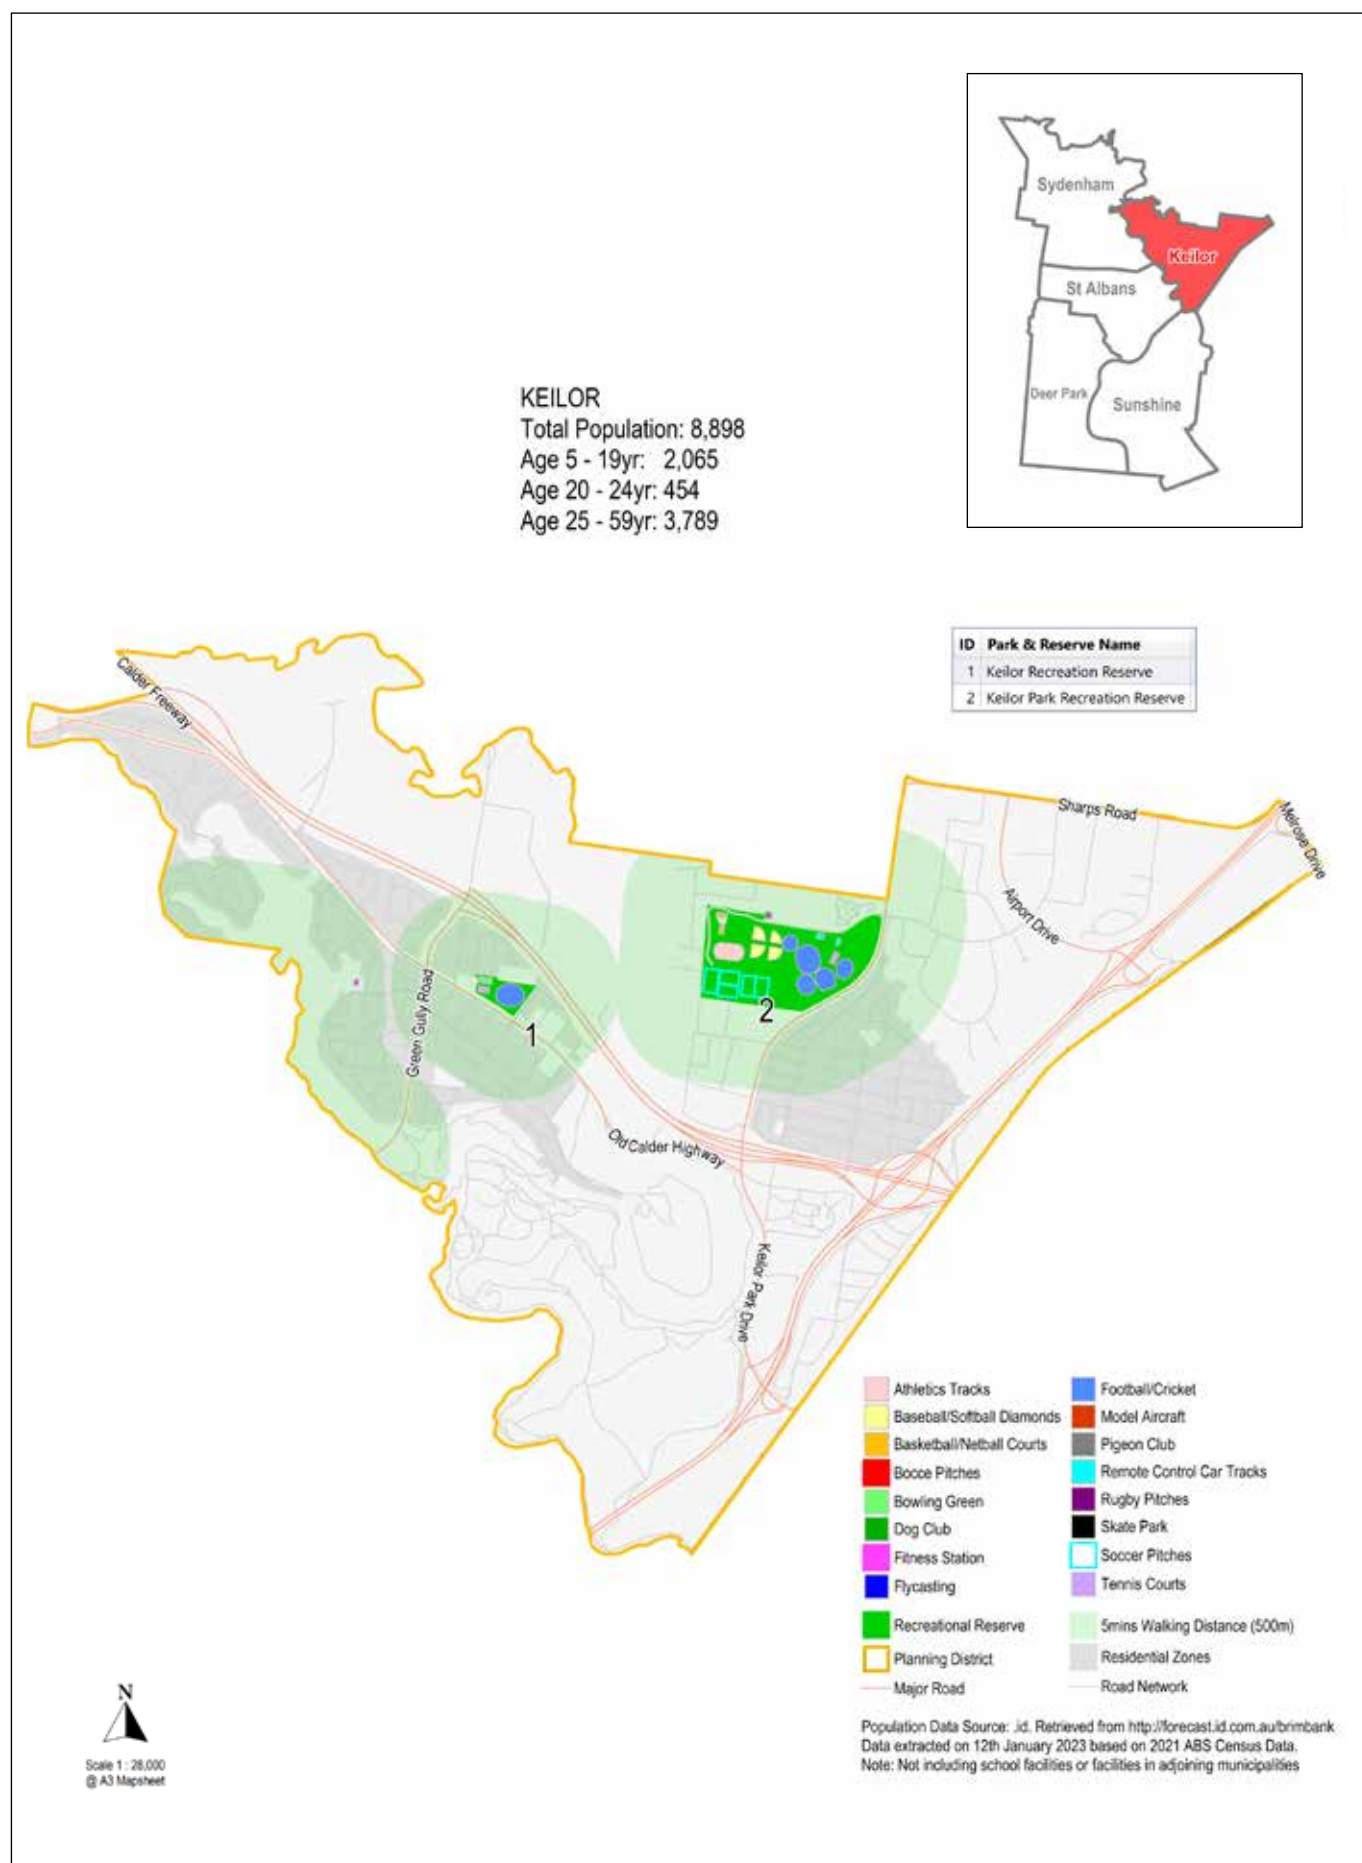 Sydenham
Keilor
St Albans
Deer Park
Sunshine
KEILOR
Total Population: 8,898
Age 5 - 19yr: 2,065
Age 20 - 24yr: 454
Age 25 - 59yr: 3,789
ID Park & Reserve Name
1 Keilor Recreation Reserve
2 Keilor Park Recreation Reserve
Calder Freeway
Sharps Road
Melrose Drive
Airport Drive
Green Gully Road
1
2
Old Calder Highway
Keilor Park Drive
Athletics Tracks
Baseball/Softball Diamonds
Basketball/Netball Courts
Bocce Pitches
Bowling Green
Dog Club
Fitness Station
Flycasting
Recreational Reserve
Planning District
Major Road
Football/Cricket
Model Aircraft
Pigeon Club
Remote Control Car Tracks
Rugby Pitches
Skate Park
Soccer Pitches
Tennis Courts
5mins Walking Distance (500m)
Residential Zones
Road Network
N
Scale 1 : 28,000
@ A3 Mapsheet
Population Data Source: .id. Retrieved from http://forecast.id.com.au/brimbank
Data extracted on 12th January 2023 based on 2021 ABS Census Data.
Note: Not including school facilities or facilities in adjoining municipalities